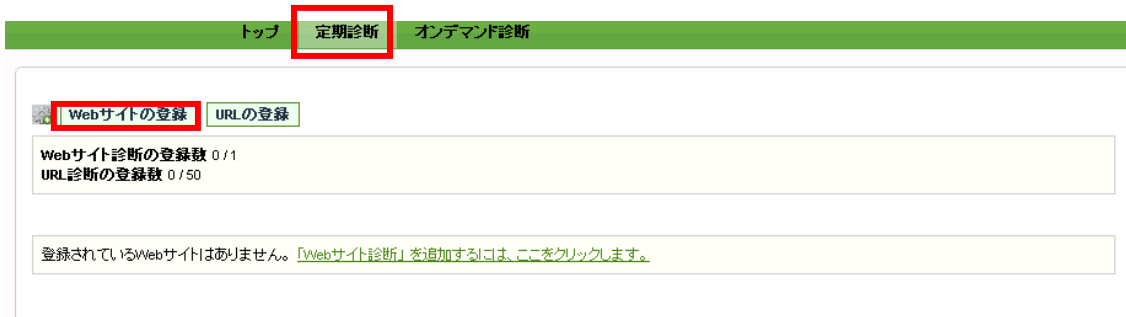 トップ 定期診断 オンデマンド診断
Webサイトの登録 URLの登録
Webサイト診断の登録数 0 / 1
URL診断の登録数 0 / 50
登録されているWebサイトはありません。「Webサイト診断」を追加するには、ここをクリックします。